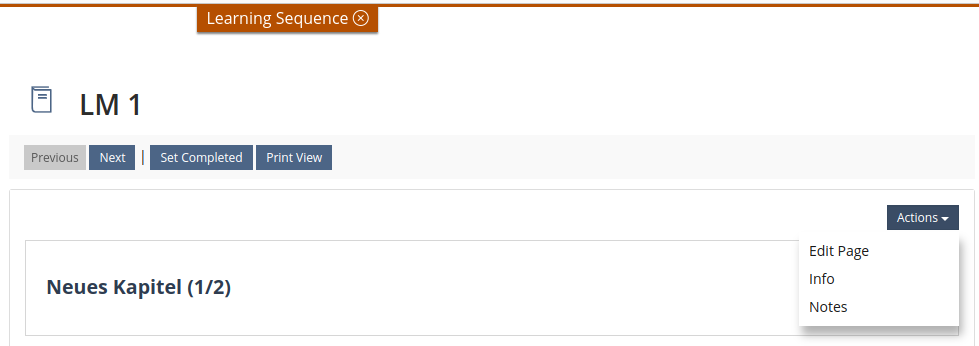 Learning Sequence
LM 1
Previous Next | Set Completed Print View
Actions
Edit Page
Info
Notes
Neues Kapitel (1/2)